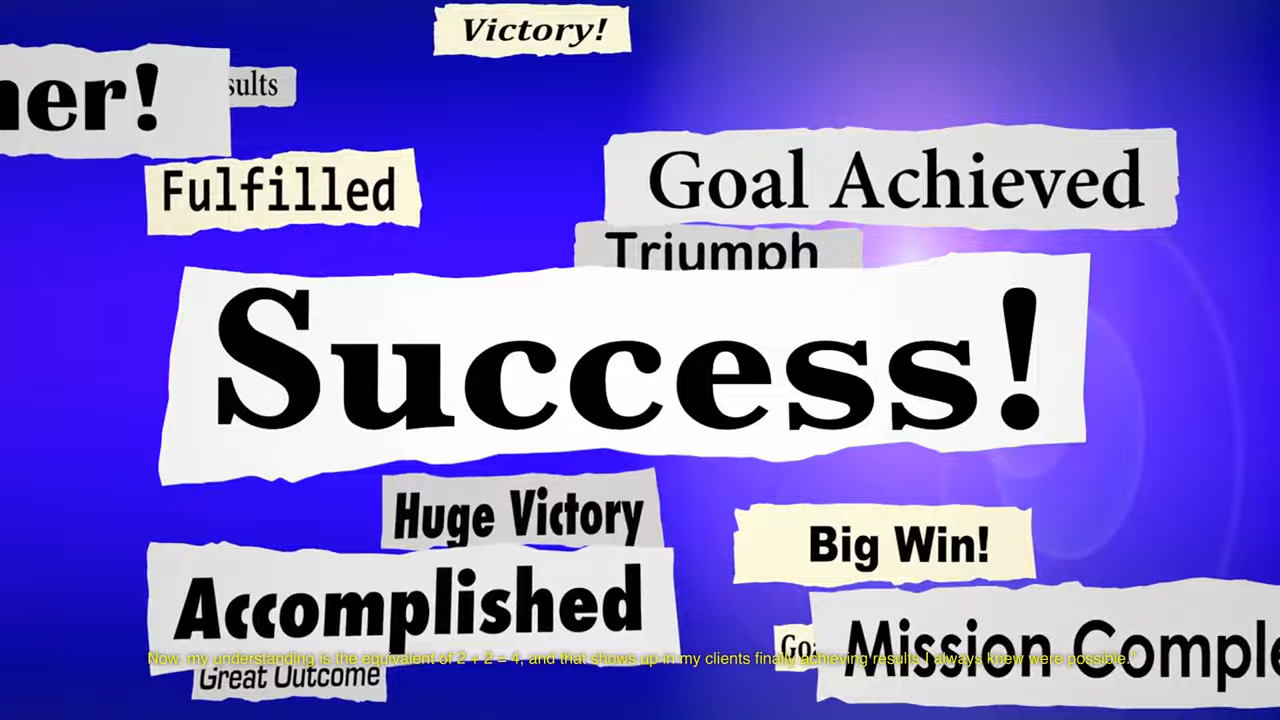 Victory!
ner!
sults
Fulfilled
Goal Achieved
Triumph
Success!
Huge Victory
Big Win!
Accomplished
Goa
Mission Comple
Now, my understanding is the equivalent of 2 + 2 = 4, and that shows up in my clients finally achieving results I always knew were possible."
Great Outcome